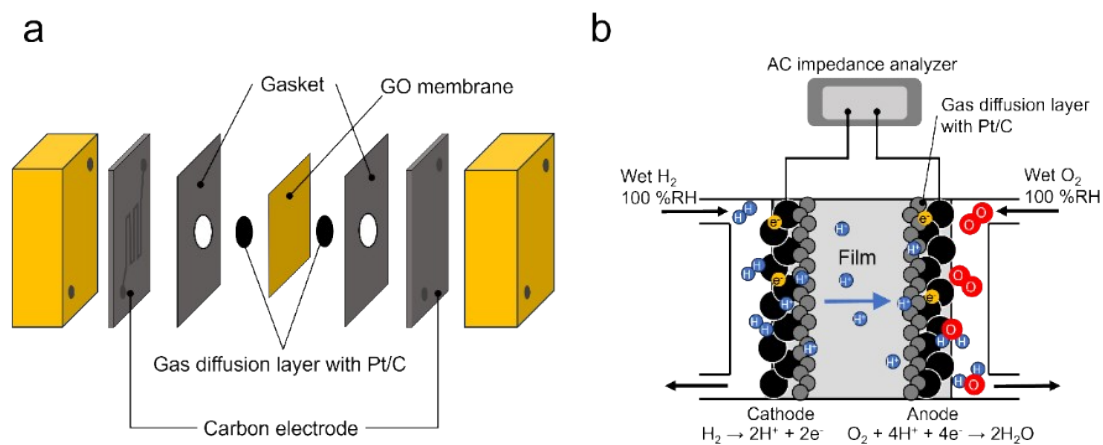 a
Gasket
GO membrane
Gas diffusion layer with Pt/C
Carbon electrode
b
AC impedance analyzer
Gas diffusion layer
with Pt/C
Wet H₂
100 %RH
Wet O₂
100 %RH
Film
H
H
e⁻
O
O
e⁻
H⁺
H⁺
H⁺
H
H
e⁻
H⁺
H⁺
O
O
H⁺
H⁺
e⁻
H
H
H⁺
O
H
H
H⁺
H⁺
H
H
O
Cathode
H₂ → 2H⁺ + 2e⁻
Anode
O₂ + 4H⁺ + 4e⁻ → 2H₂O